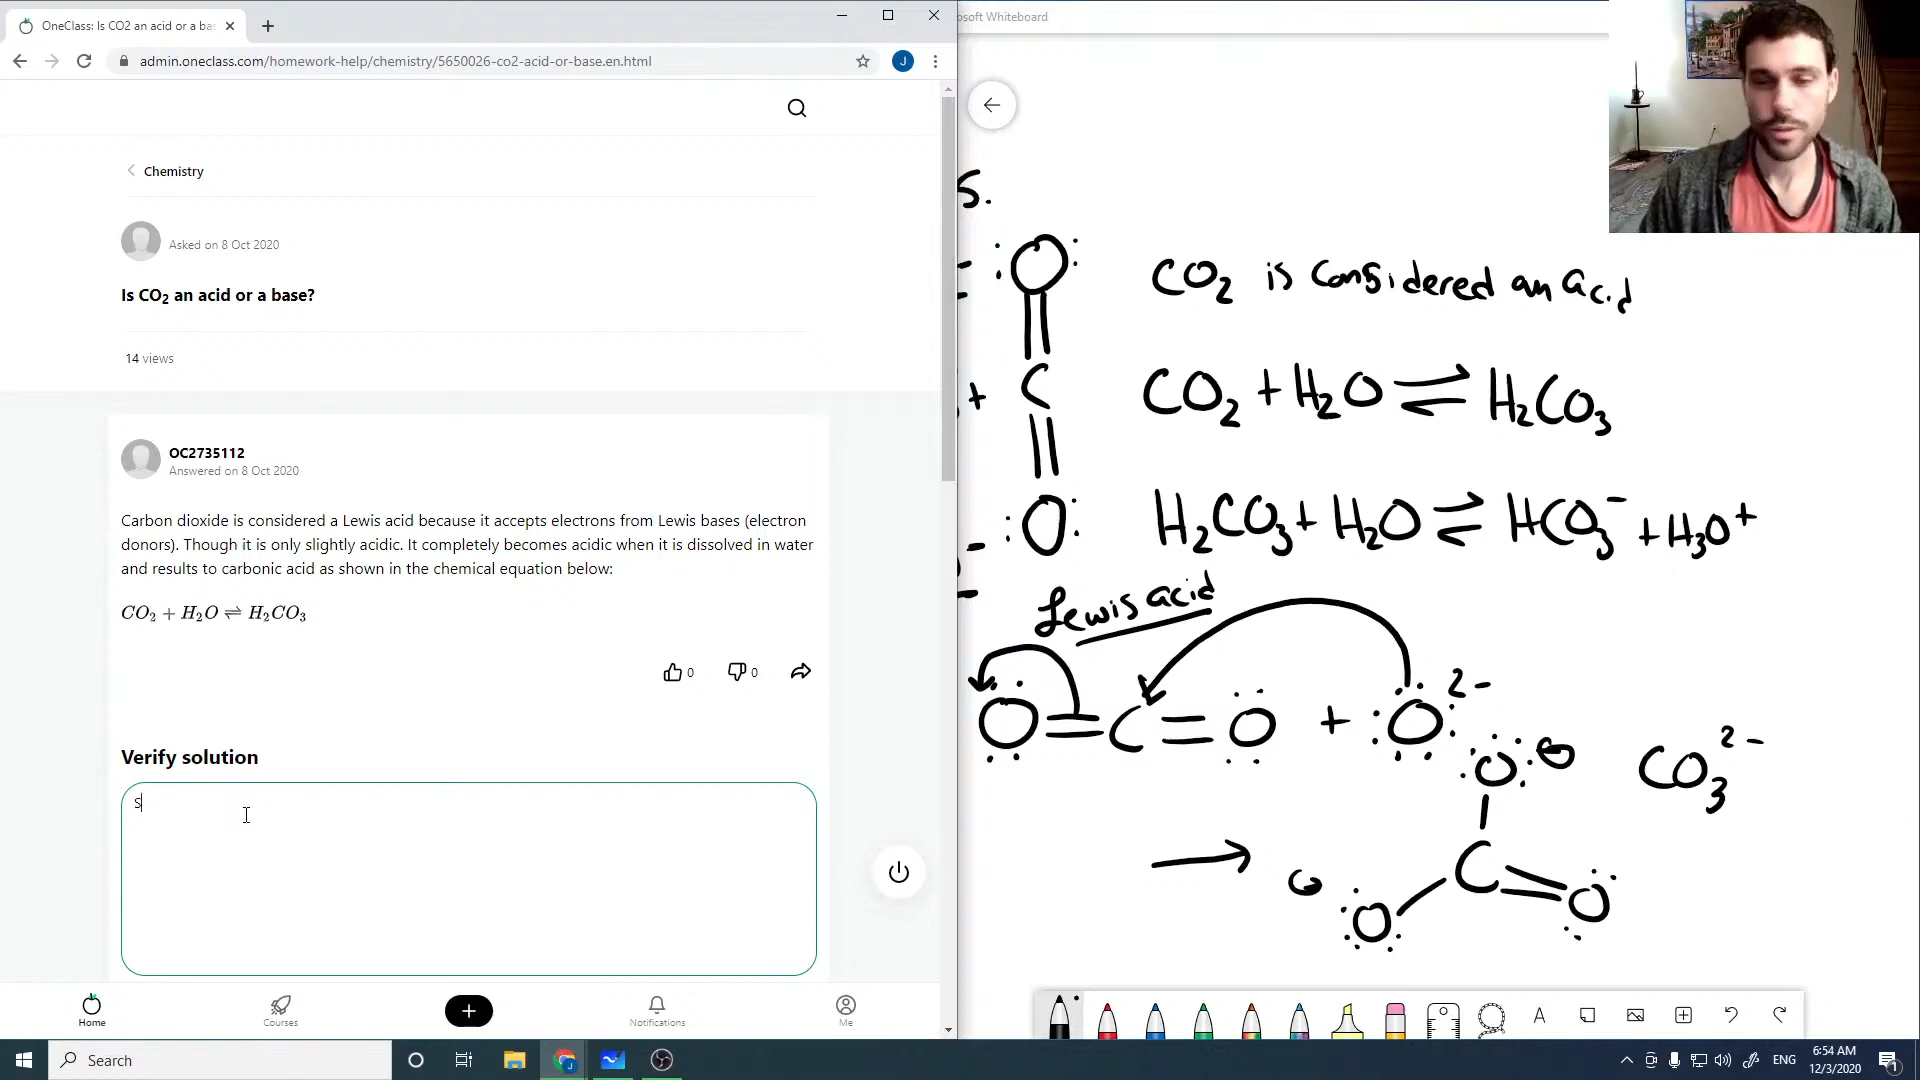 OneClass: Is CO2 an acid or a bas
osoft Whiteboard
admin.oneclass.com/homework-help/chemistry/5650026-co2-acid-or-base.en.html
J
Chemistry
Asked on 8 Oct 2020
Is CO₂ an acid or a base?
14 views
OC2735112
Answered on 8 Oct 2020
Carbon dioxide is considered a Lewis acid because it accepts electrons from Lewis bases (electron
donors). Though it is only slightly acidic. It completely becomes acidic when it is dissolved in water
and results to carbonic acid as shown in the chemical equation below:
CO₂ + H₂O ⇌ H₂CO₃
0
0
Verify solution
S
Home
Courses
Notifications
Me
s.
:O:
C
+
:O:
CO₂ is considered an acid
CO₂ + H₂O ⇌ H₂CO₃
H₂CO₃ + H₂O ⇌ HCO₃⁻ + H₃O⁺
Lewis acid
O=C=O + O 2-
→
O ⊖
C
⊖ O
O
CO₃ 2-
A
Search
ENG
6:54 AM
12/3/2020
1